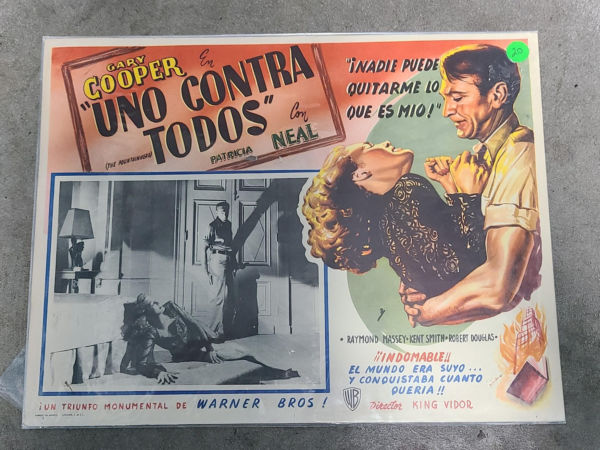 20
GARY
COOPER En
"UNO CONTRA
TODOS" Con
(THE FOUNTAINHEAD)
PATRICIA NEAL
"¡NADIE PUEDE
QUITARME LO
QUE ES MIO!"
• RAYMOND MASSEY • KENT SMITH • ROBERT DOUGLAS •
¡¡INDOMABLE!!
EL MUNDO ERA SUYO...
Y CONQUISTABA CUANTO
QUERIA!!
WB
Director KING VIDOR
¡UN TRIUNFO MONUMENTAL DE WARNER BROS!